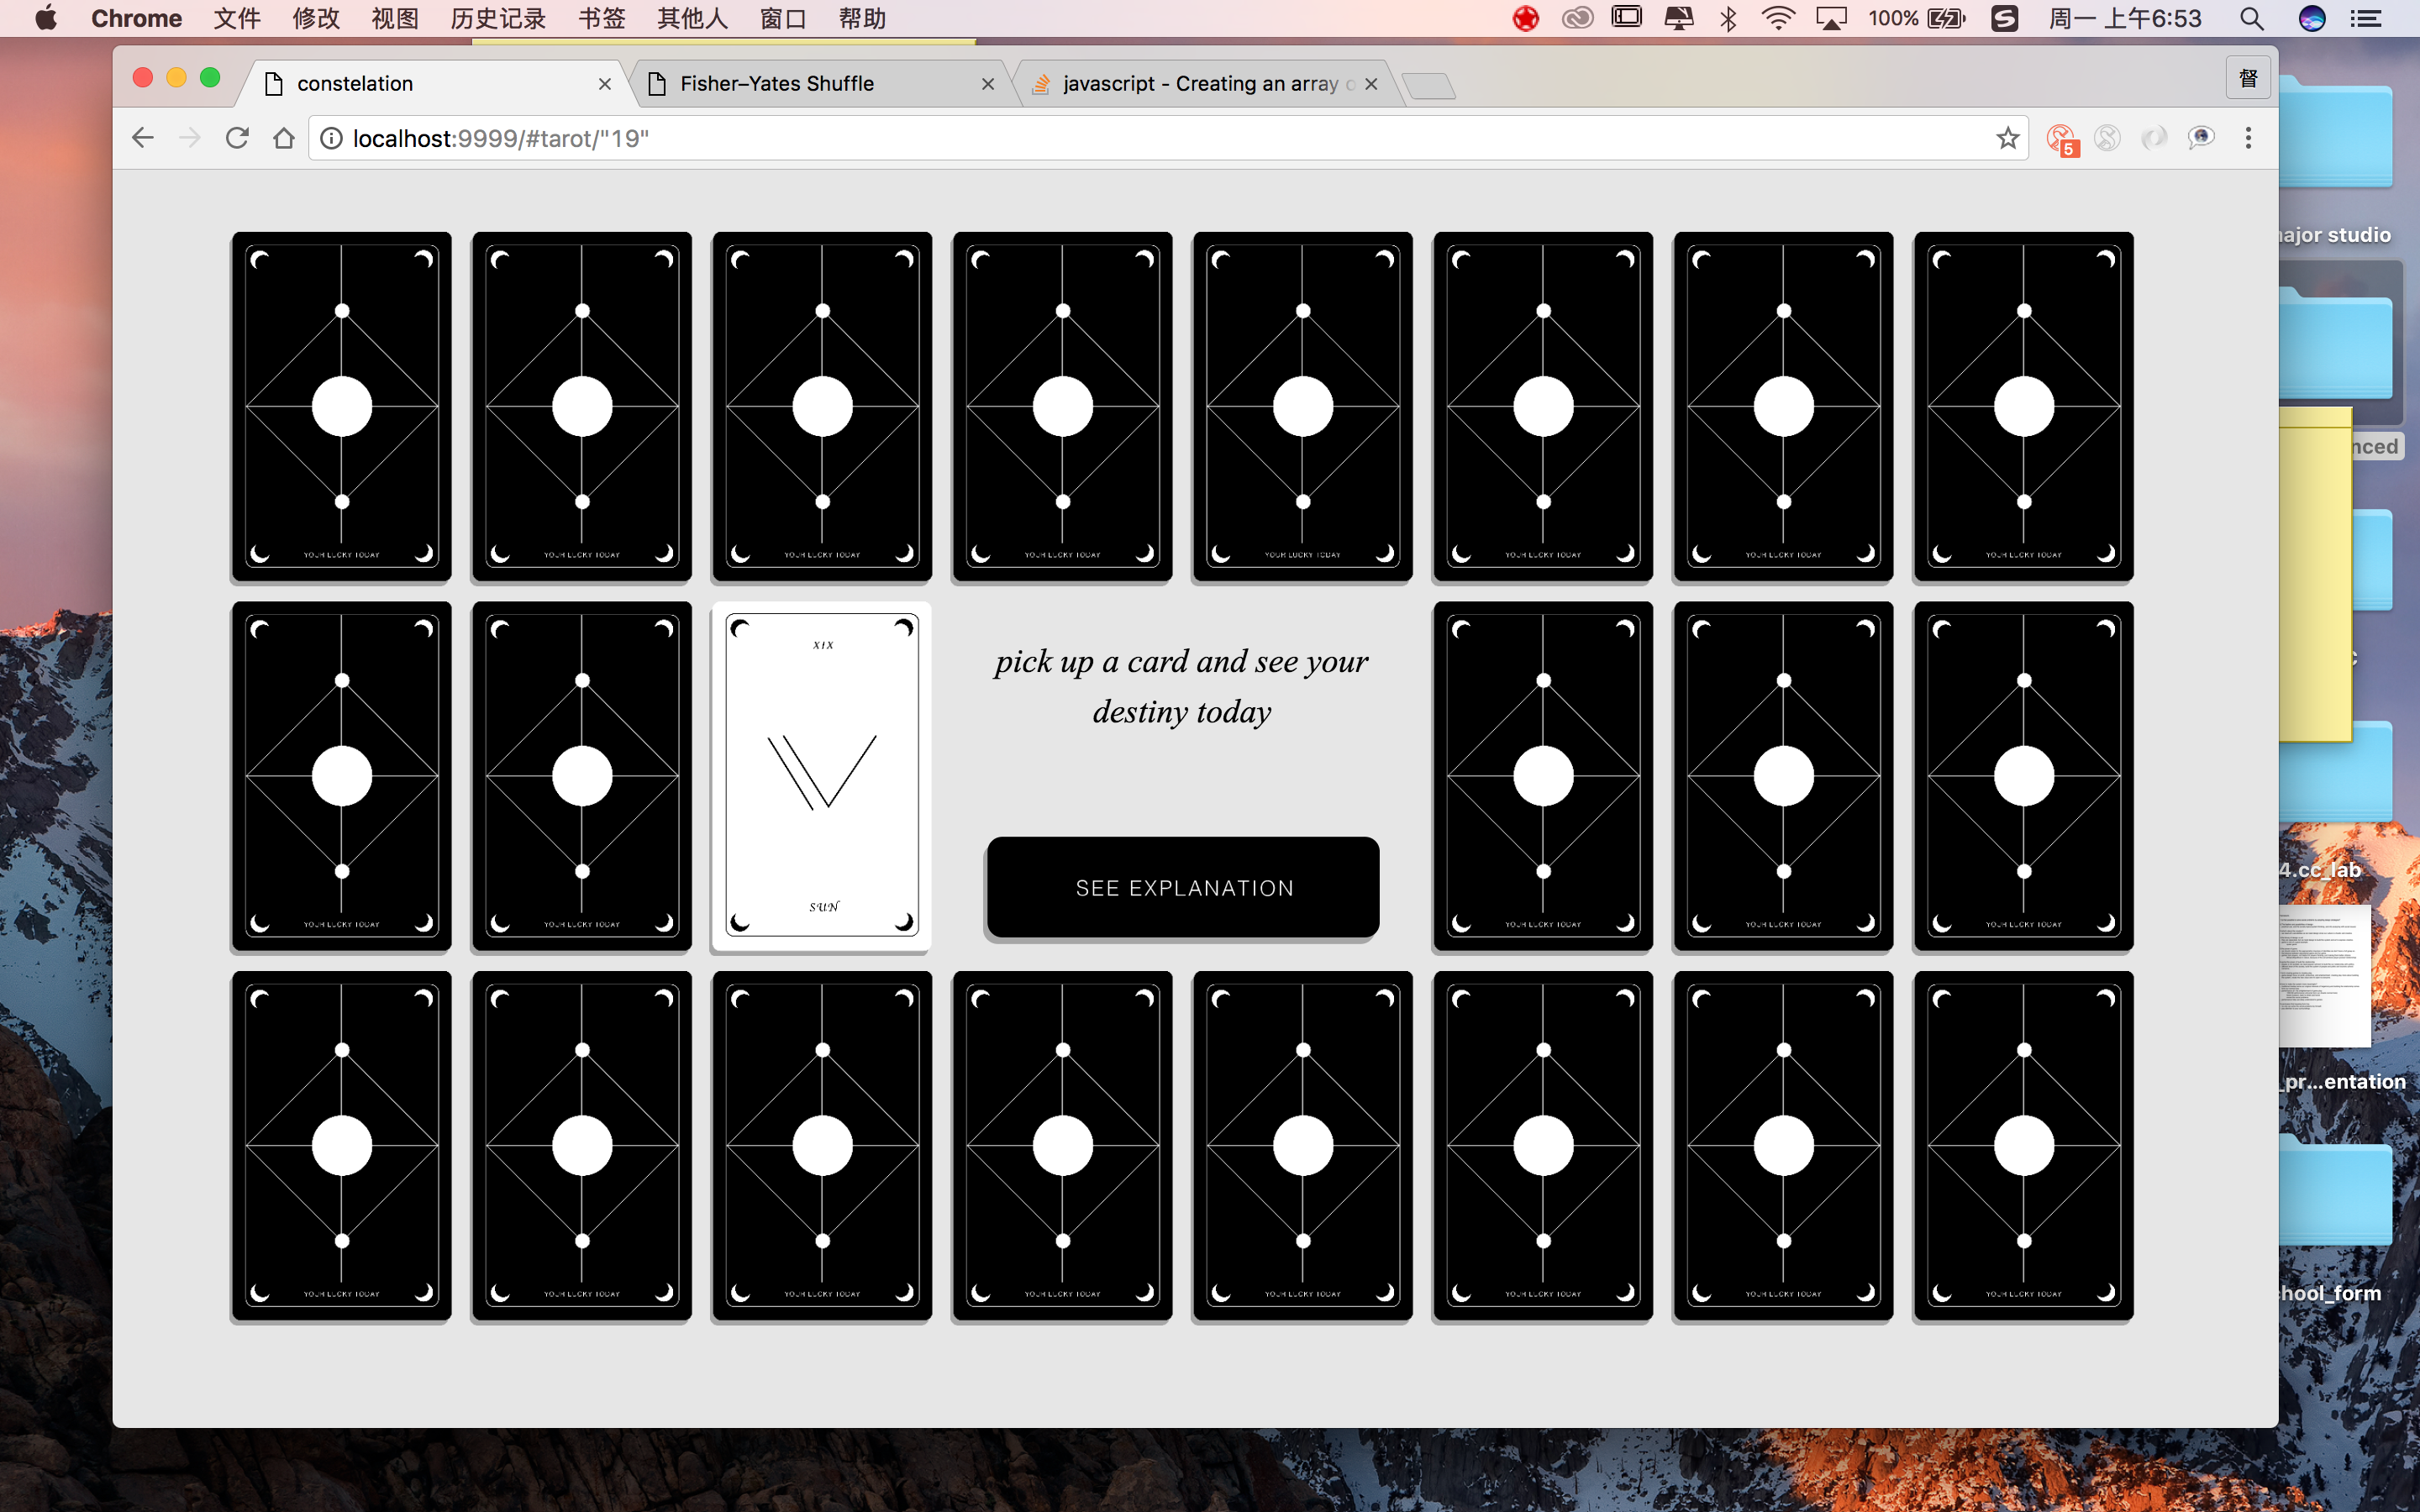 Chrome 文件 修改 视图 历史记录 书签 其他人 窗口 帮助 100% 周一 上午6:53
constelation
Fisher–Yates Shuffle
javascript - Creating an array o
督
localhost:9999/#tarot/"19"
5
YOUR LUCKY TODAY YOUR LUCKY TODAY YOUR LUCKY TODAY YOUR LUCKY TODAY YOUR LUCKY TODAY YOUR LUCKY TODAY YOUR LUCKY TODAY YOUR LUCKY TODAY
XIX
pick up a card and see your
destiny today
SEE EXPLANATION
SUN
YOUR LUCKY TODAY YOUR LUCKY TODAY YOUR LUCKY TODAY YOUR LUCKY TODAY YOUR LUCKY TODAY
YOUR LUCKY TODAY YOUR LUCKY TODAY YOUR LUCKY TODAY YOUR LUCKY TODAY YOUR LUCKY TODAY YOUR LUCKY TODAY YOUR LUCKY TODAY YOUR LUCKY TODAY
ajor studio
nced
4.cc_lab
_pr...entation
hool_form